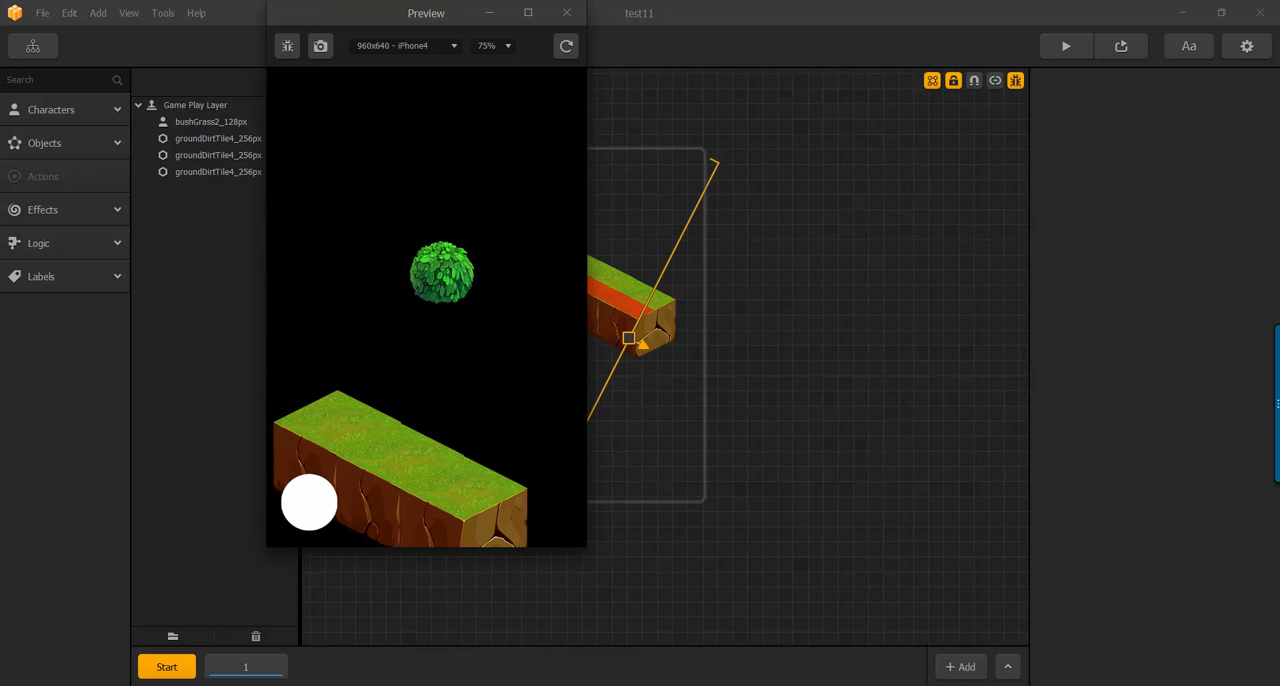 File Edit Add View Tools Help
Preview
test11
960x640 - iPhone4 75%
Aa
Search
Characters
Objects
Actions
Effects
Logic
Labels
Game Play Layer
bushGrass2_128px
groundDirtTile4_256px
groundDirtTile4_256px
groundDirtTile4_256px
Start 1
+ Add